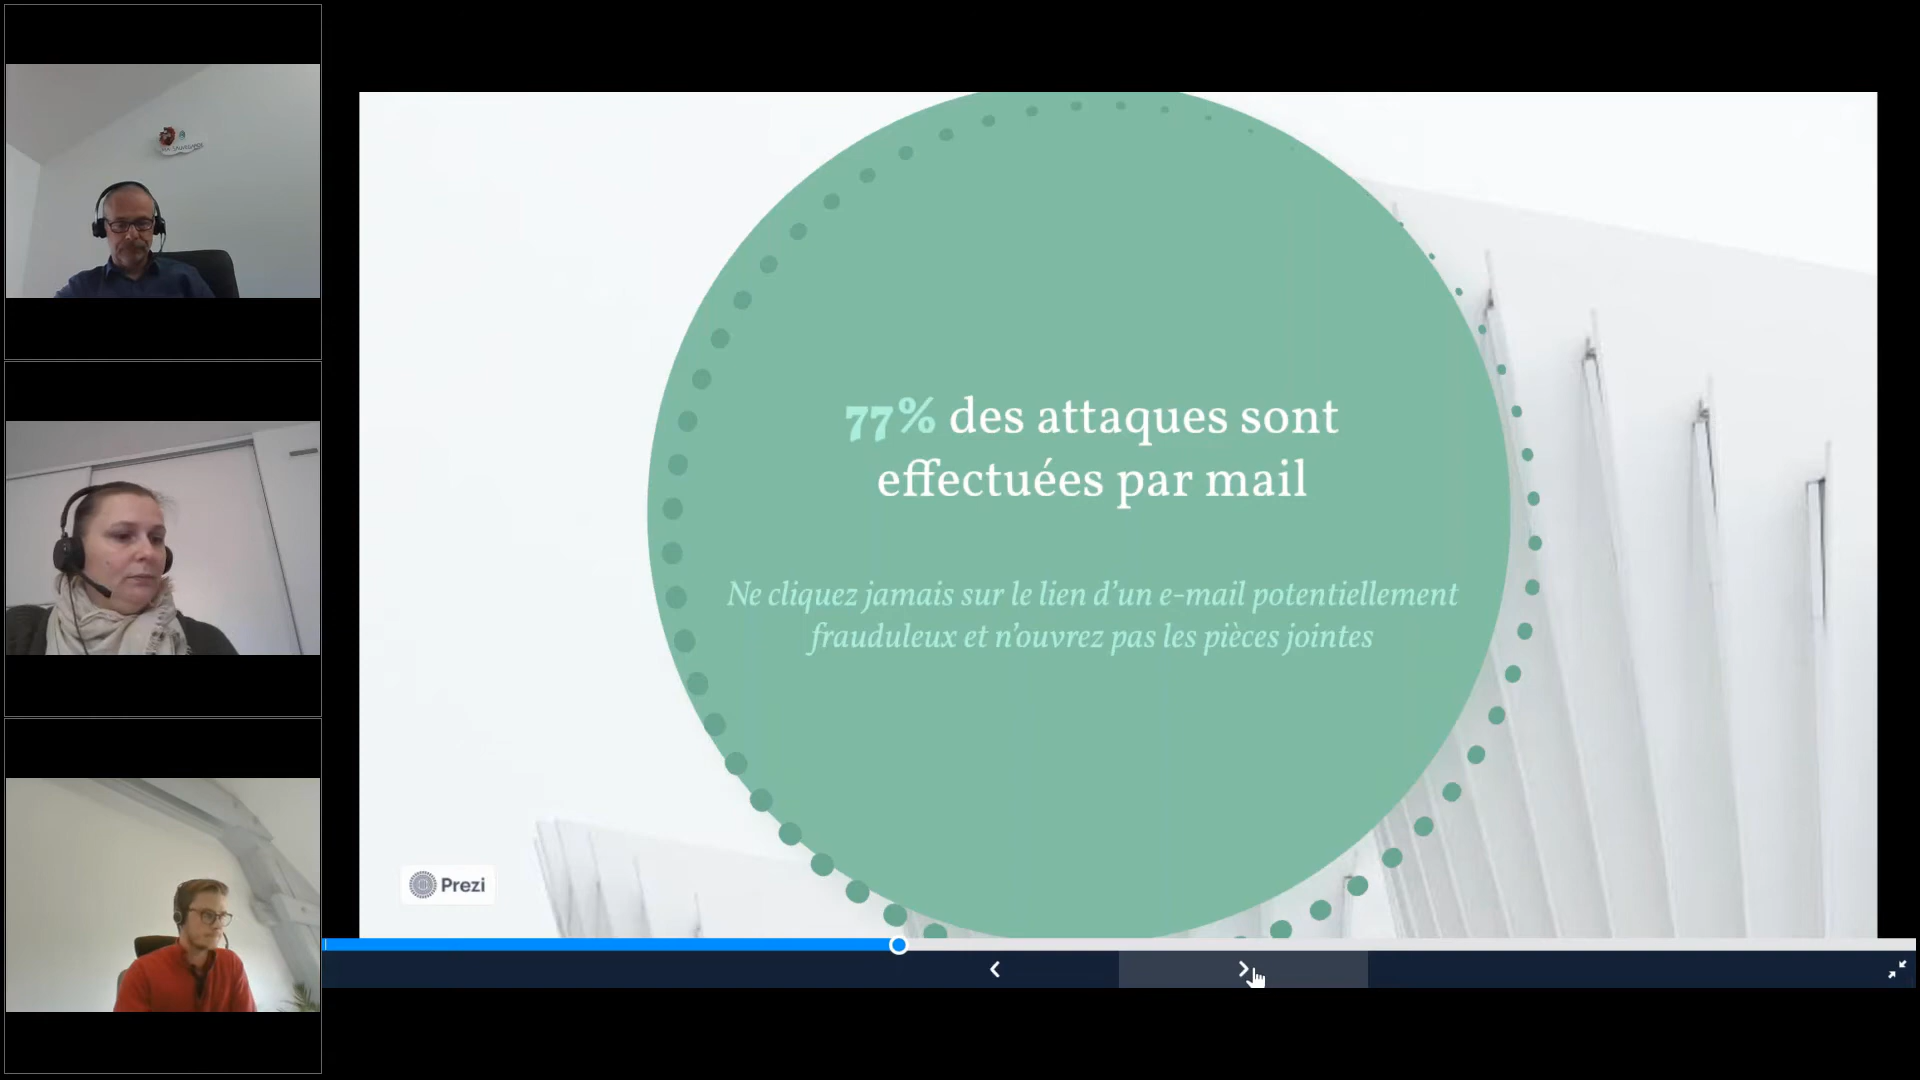 77% des attaques sont
effectuées par mail
Ne cliquez jamais sur le lien d'un e-mail potentiellement
frauduleux et n'ouvrez pas les pièces jointes
Prezi